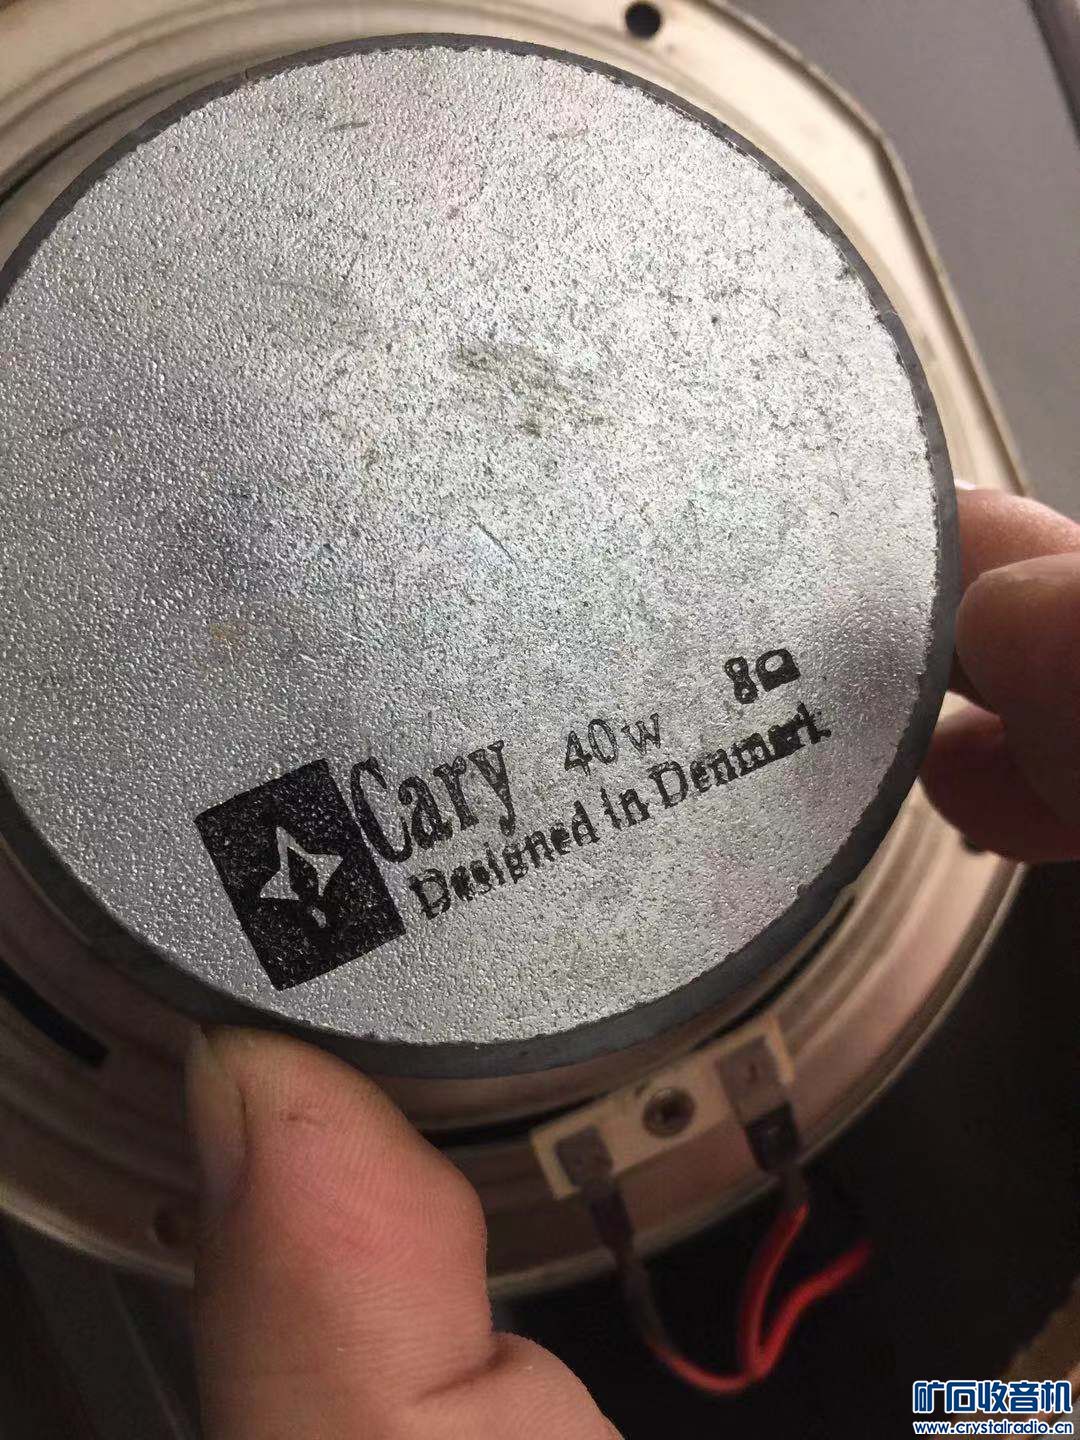 Cary 40w 8Ω
Designed in Denmark
矿石收音机
www.crystalradio.cn